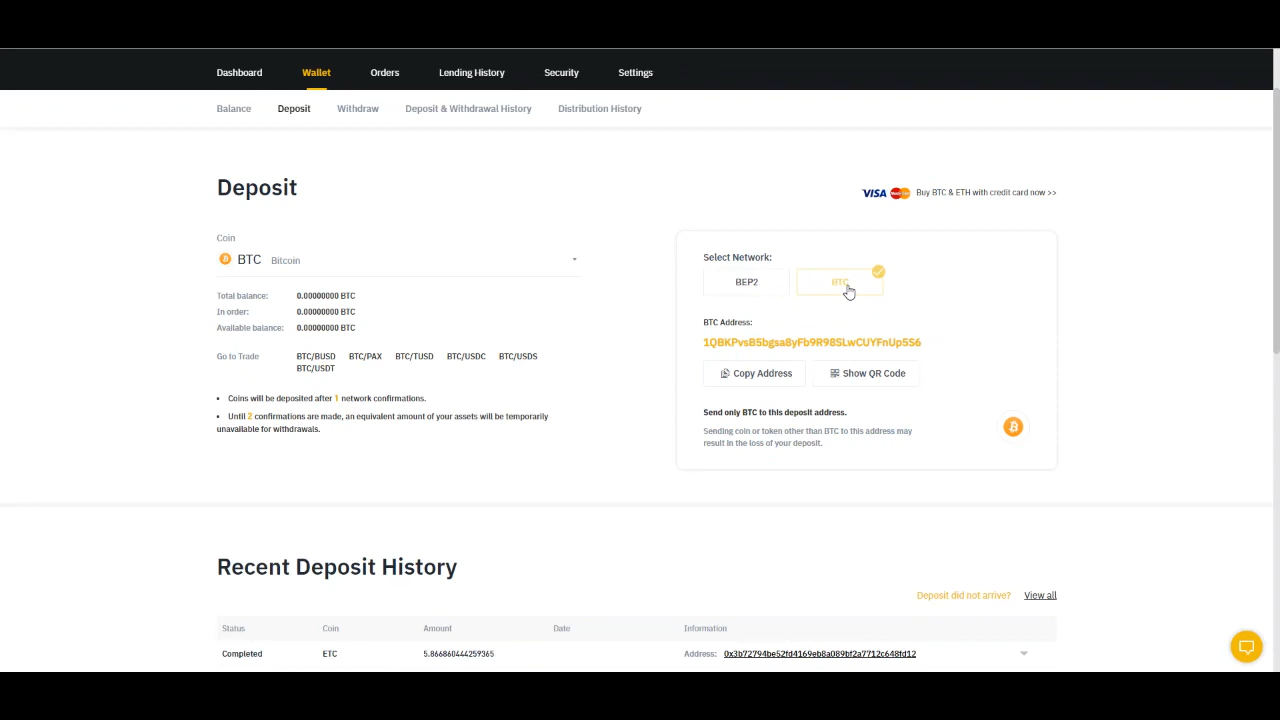 Dashboard Wallet Orders Lending History Security Settings
Balance Deposit Withdraw Deposit & Withdrawal History Distribution History
Deposit
VISA MasterCard Buy BTC & ETH with credit card now >>
Coin
BTC Bitcoin
Total balance: 0.00000000 BTC
In order: 0.00000000 BTC
Available balance: 0.00000000 BTC
Go to Trade BTC/BUSD BTC/PAX BTC/TUSD BTC/USDC BTC/USDS
BTC/USDT
• Coins will be deposited after 1 network confirmations.
• Until 2 confirmations are made, an equivalent amount of your assets will be temporarily
unavailable for withdrawals.
Select Network:
BEP2 BTC
BTC Address:
1QBKPvsB5bgsa8yFb9R98SLwCUYFnUp5S6
Copy Address Show QR Code
Send only BTC to this deposit address.
Sending coin or token other than BTC to this address may
result in the loss of your deposit.
Recent Deposit History
Deposit did not arrive? View all
Status Coin Amount Date Information
Completed ETC 5.866860444259365 Address: 0x3b72794be52fd4169eb8a089bf2a7712c648fd12